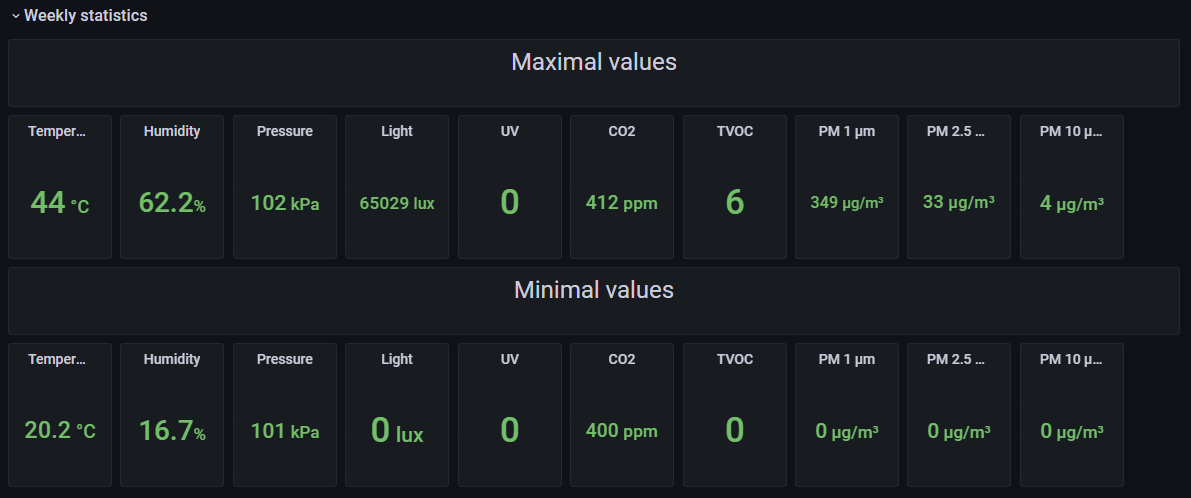 Weekly statistics
Maximal values
Temper... Humidity Pressure Light UV CO2 TVOC PM 1 µm PM 2.5 ... PM 10 µ...
44 °C 62.2% 102 kPa 65029 lux 0 412 ppm 6 349 µg/m³ 33 µg/m³ 4 µg/m³
Minimal values
Temper... Humidity Pressure Light UV CO2 TVOC PM 1 µm PM 2.5 ... PM 10 µ...
20.2 °C 16.7% 101 kPa 0 lux 0 400 ppm 0 0 µg/m³ 0 µg/m³ 0 µg/m³